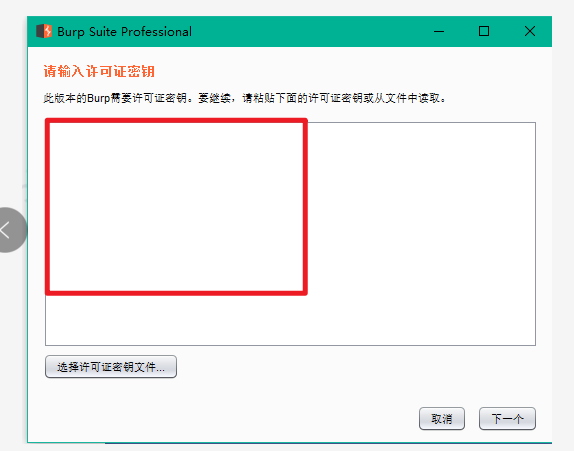 Burp Suite Professional
请输入许可证密钥
此版本的Burp需要许可证密钥。要继续，请粘贴下面的许可证密钥或从文件中读取。
选择许可证密钥文件...
取消
下一个